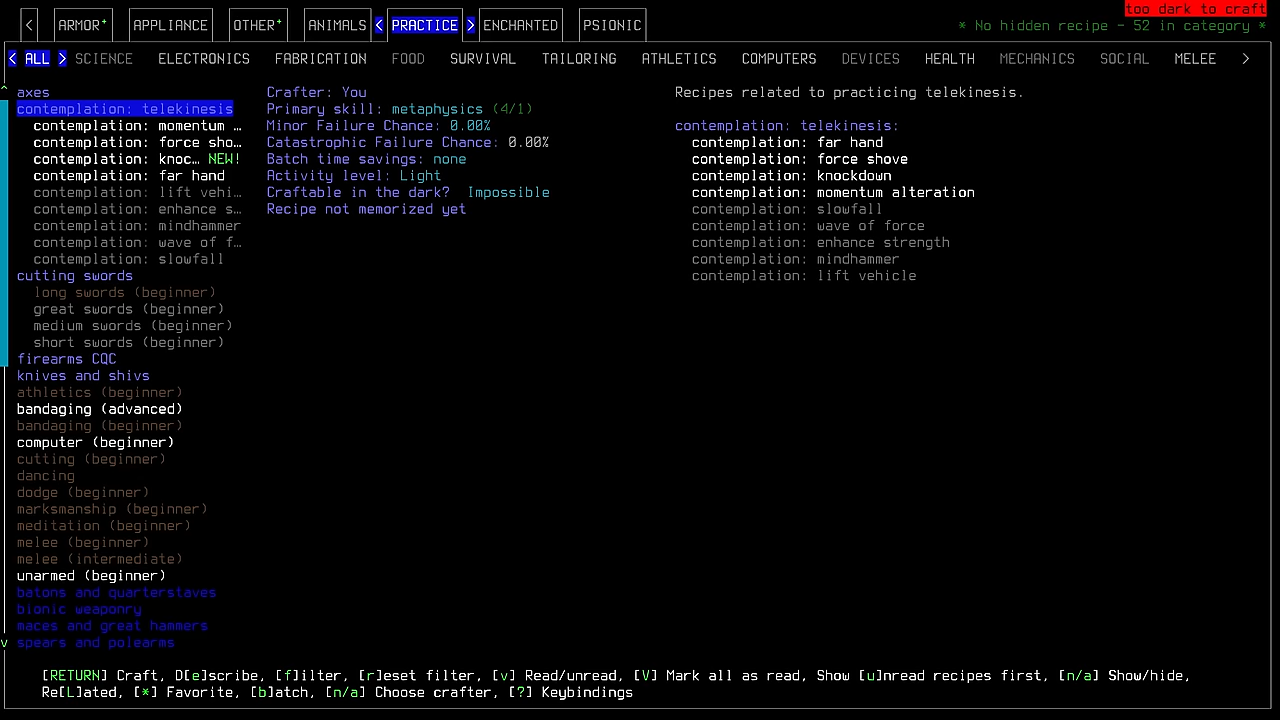 too dark to craft
< ARMOR⁺ APPLIANCE OTHER⁺ ANIMALS < PRACTICE > ENCHANTED PSIONIC * No hidden recipe - 52 in category *
< ALL > SCIENCE ELECTRONICS FABRICATION FOOD SURVIVAL TAILORING ATHLETICS COMPUTERS DEVICES HEALTH MECHANICS SOCIAL MELEE >
^
axes
contemplation: telekinesis
contemplation: momentum …
contemplation: force sho…
contemplation: knoc… NEW!
contemplation: far hand
contemplation: lift vehi…
contemplation: enhance s…
contemplation: mindhammer
contemplation: wave of f…
contemplation: slowfall
cutting swords
long swords (beginner)
great swords (beginner)
medium swords (beginner)
short swords (beginner)
firearms CQC
knives and shivs
athletics (beginner)
bandaging (advanced)
bandaging (beginner)
computer (beginner)
cutting (beginner)
dancing
dodge (beginner)
marksmanship (beginner)
meditation (beginner)
melee (beginner)
melee (intermediate)
unarmed (beginner)
batons and quarterstaves
bionic weaponry
maces and great hammers
v spears and polearms
Crafter: You
Primary skill: metaphysics (4/1)
Minor Failure Chance: 0.00%
Catastrophic Failure Chance: 0.00%
Batch time savings: none
Activity level: Light
Craftable in the dark? Impossible
Recipe not memorized yet
Recipes related to practicing telekinesis.
contemplation: telekinesis:
contemplation: far hand
contemplation: force shove
contemplation: knockdown
contemplation: momentum alteration
contemplation: slowfall
contemplation: wave of force
contemplation: enhance strength
contemplation: mindhammer
contemplation: lift vehicle
[RETURN] Craft, D[e]scribe, [f]ilter, [r]eset filter, [v] Read/unread, [V] Mark all as read, Show [u]nread recipes first, [n/a] Show/hide,
Re[L]ated, [*] Favorite, [b]atch, [n/a] Choose crafter, [?] Keybindings